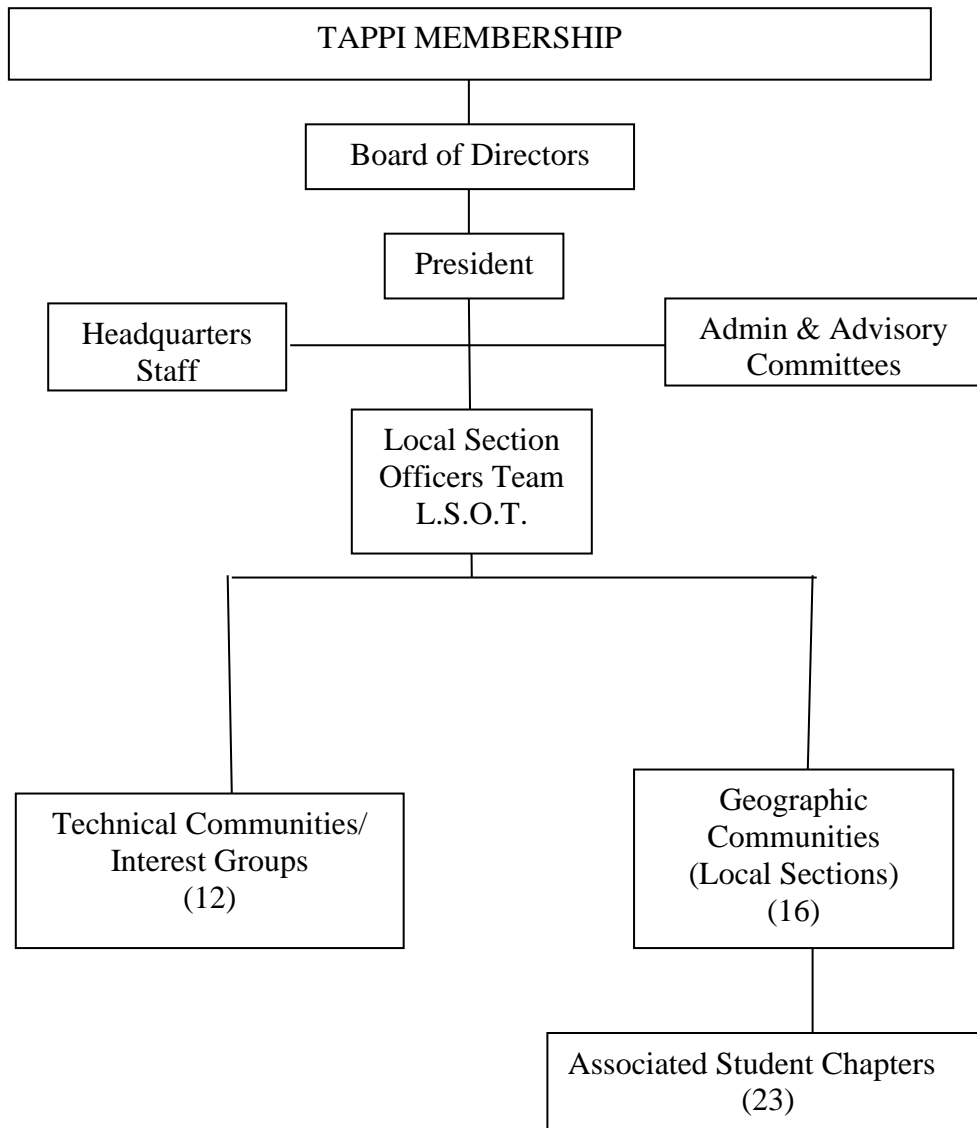 TAPPI MEMBERSHIP
Board of Directors
President
Headquarters
Staff
Admin & Advisory
Committees
Local Section
Officers Team
L.S.O.T.
Technical Communities/
Interest Groups
(12)
Geographic
Communities
(Local Sections)
(16)
Associated Student Chapters
(23)